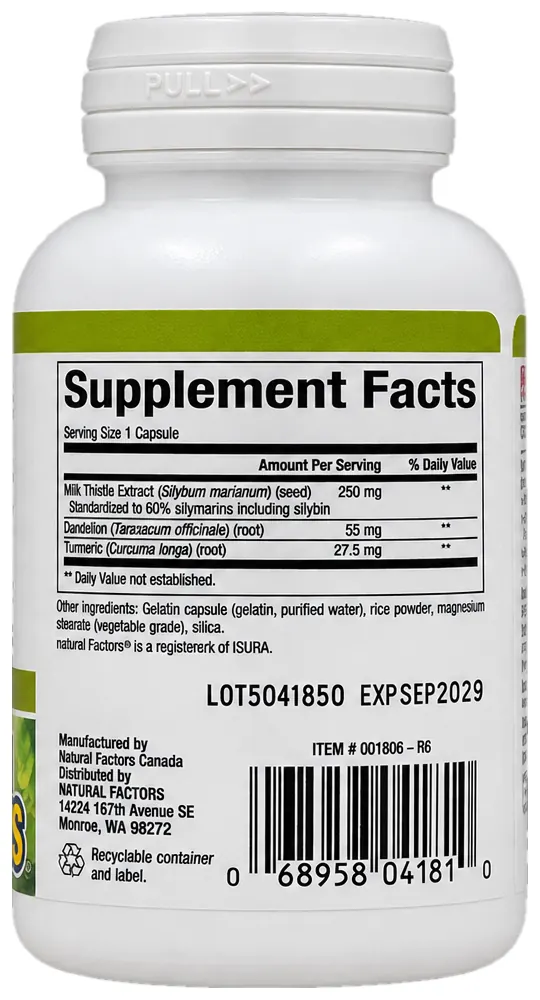 PULL>>
Supplement Facts
Serving Size 1 Capsule
Amount Per Serving % Daily Value
Milk Thistle Extract (Silybum marianum) (seed) 250 mg **
Standardized to 60% silymarins including silybin
Dandelion (Taraxacum officinale) (root) 55 mg **
Turmeric (Curcuma longa) (root) 27.5 mg **
** Daily Value not established.
Other ingredients: Gelatin capsule (gelatin, purified water), rice powder, magnesium
stearate (vegetable grade), silica.
natural Factors® is a registererk of ISURA.
LOT5041850 EXPSEP2029
Manufactured by
Natural Factors Canada
Distributed by
NATURAL FACTORS
14224 167th Avenue SE
Monroe, WA 98272
Recyclable container
and label.
ITEM # 001806 – R6
0 68958 04181 0